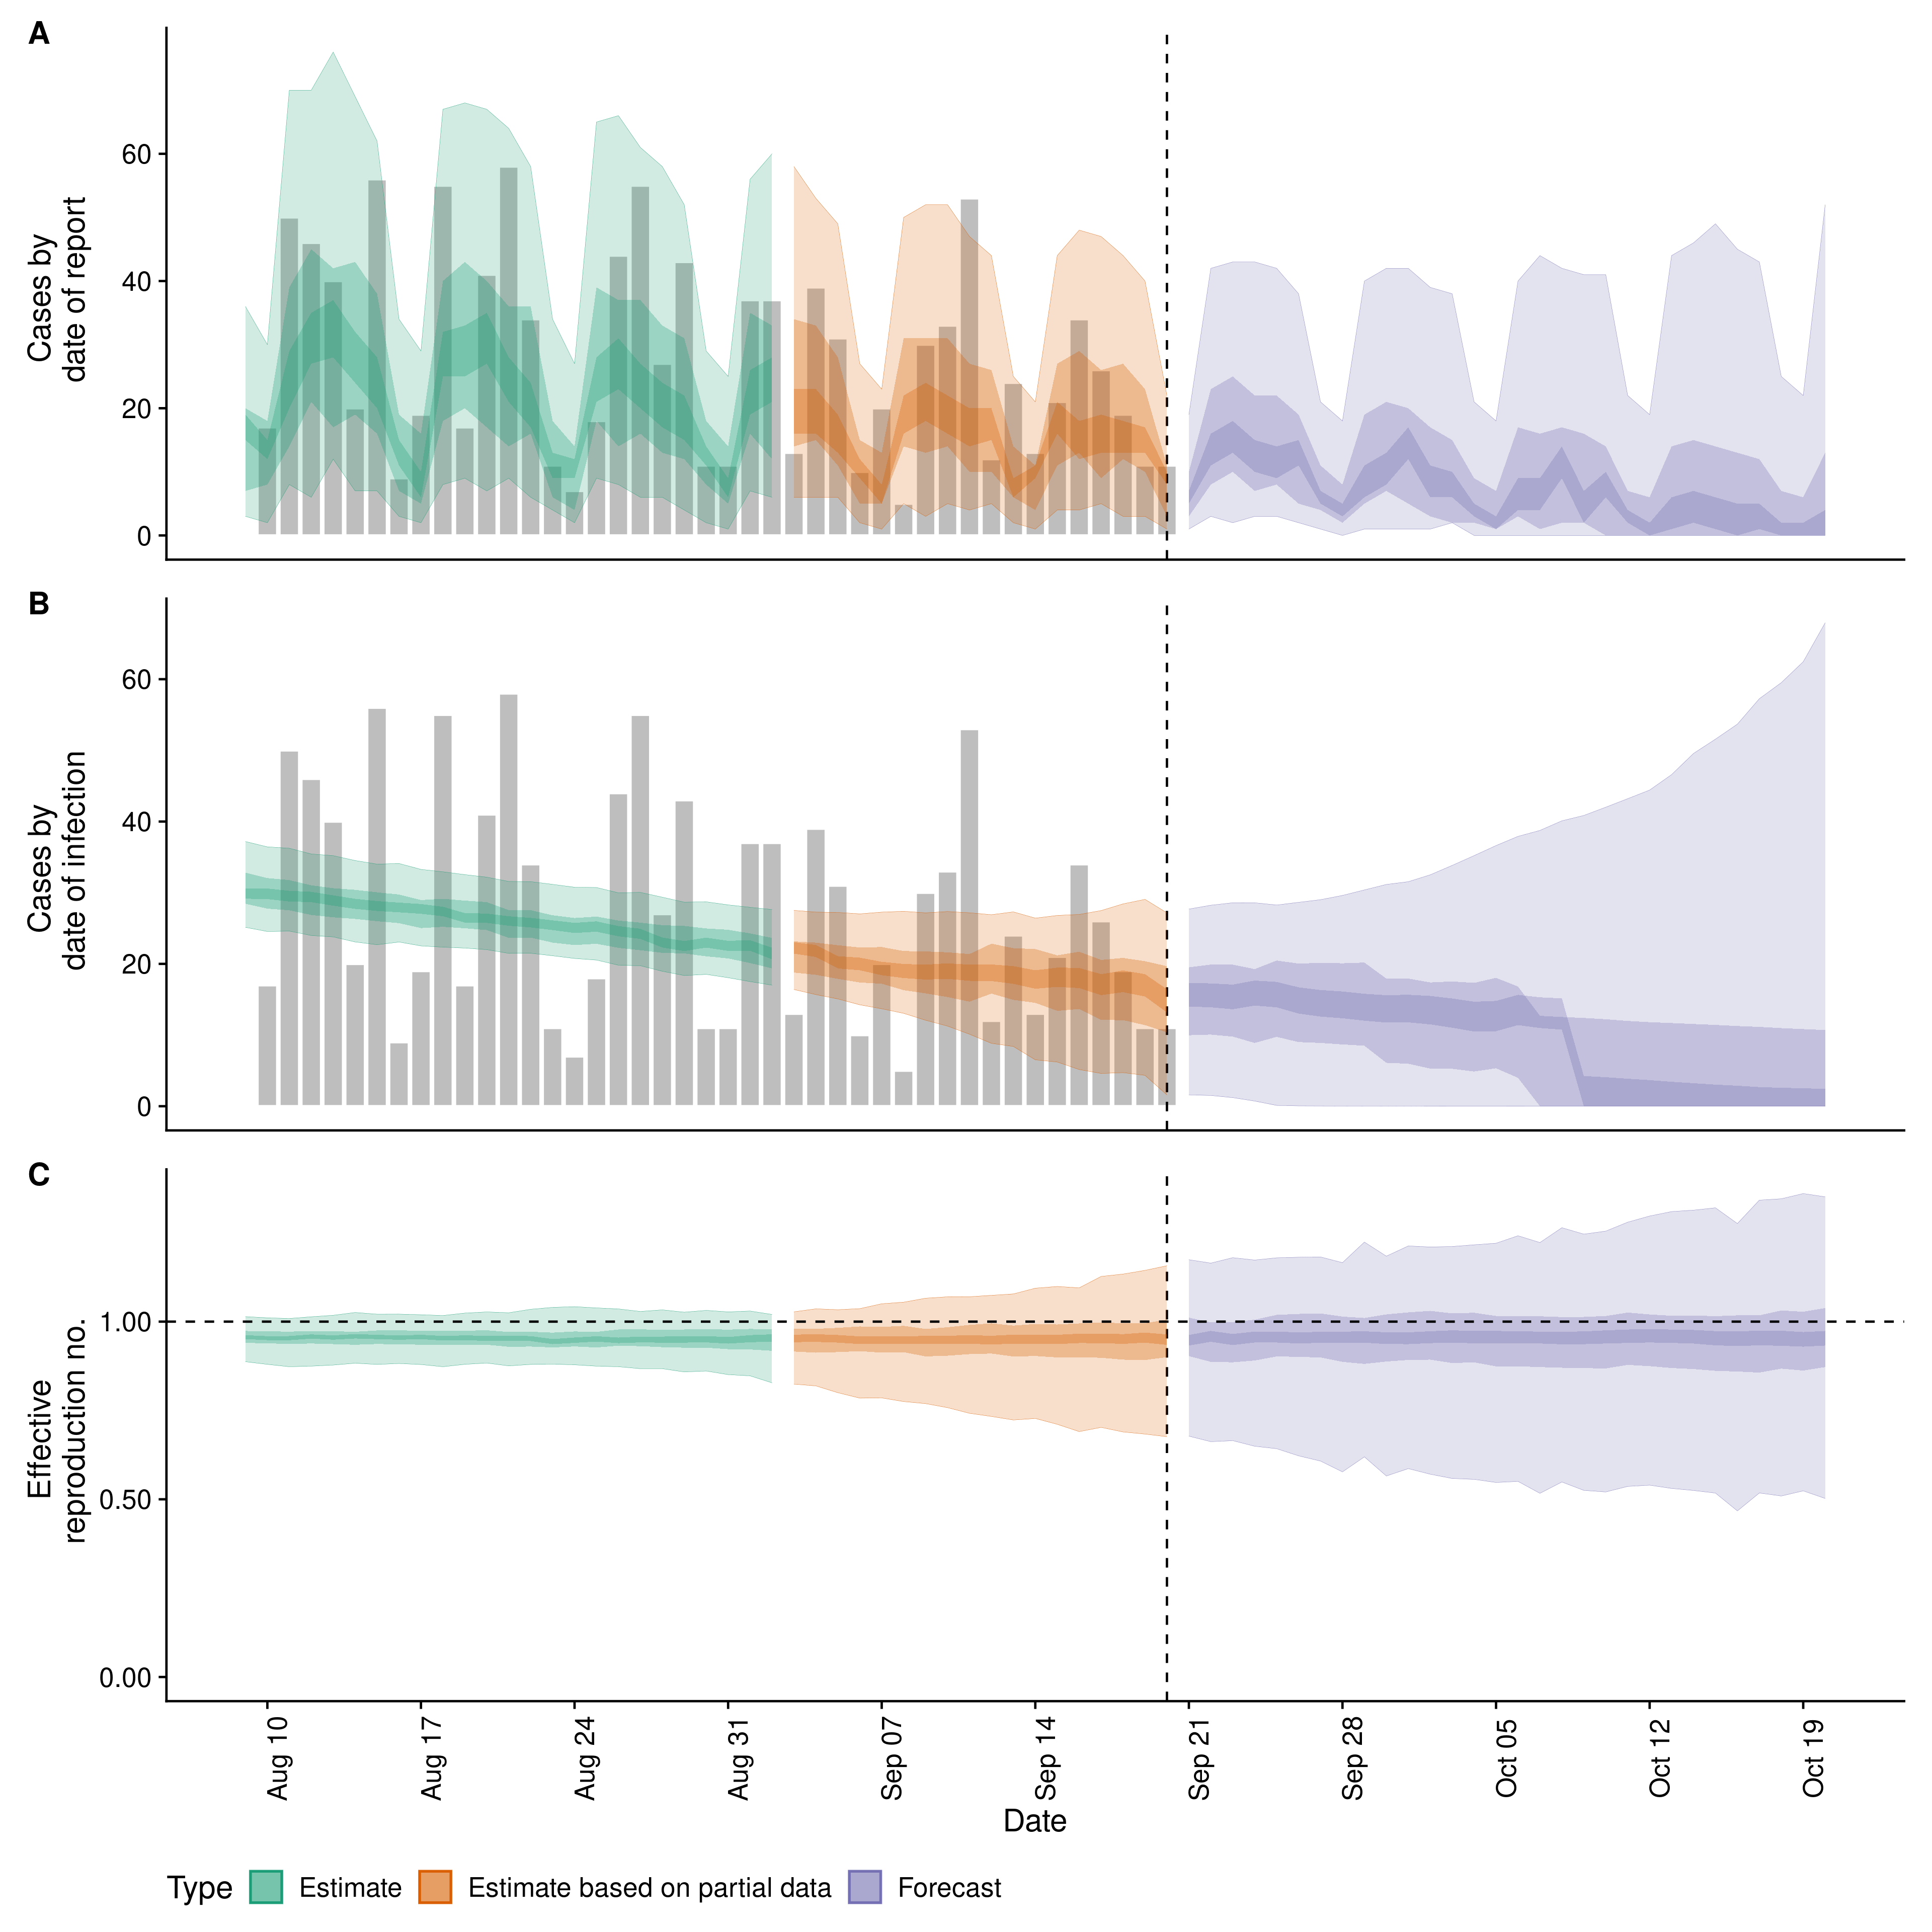 A
Cases by
date of report
60
40
20
0
B
Cases by
date of infection
60
40
20
0
C
Effective
reproduction no.
1.00
0.50
0.00
Aug 10
Aug 17
Aug 24
Aug 31
Sep 07
Sep 14
Sep 21
Sep 28
Oct 05
Oct 12
Oct 19
Date
Type Estimate Estimate based on partial data Forecast